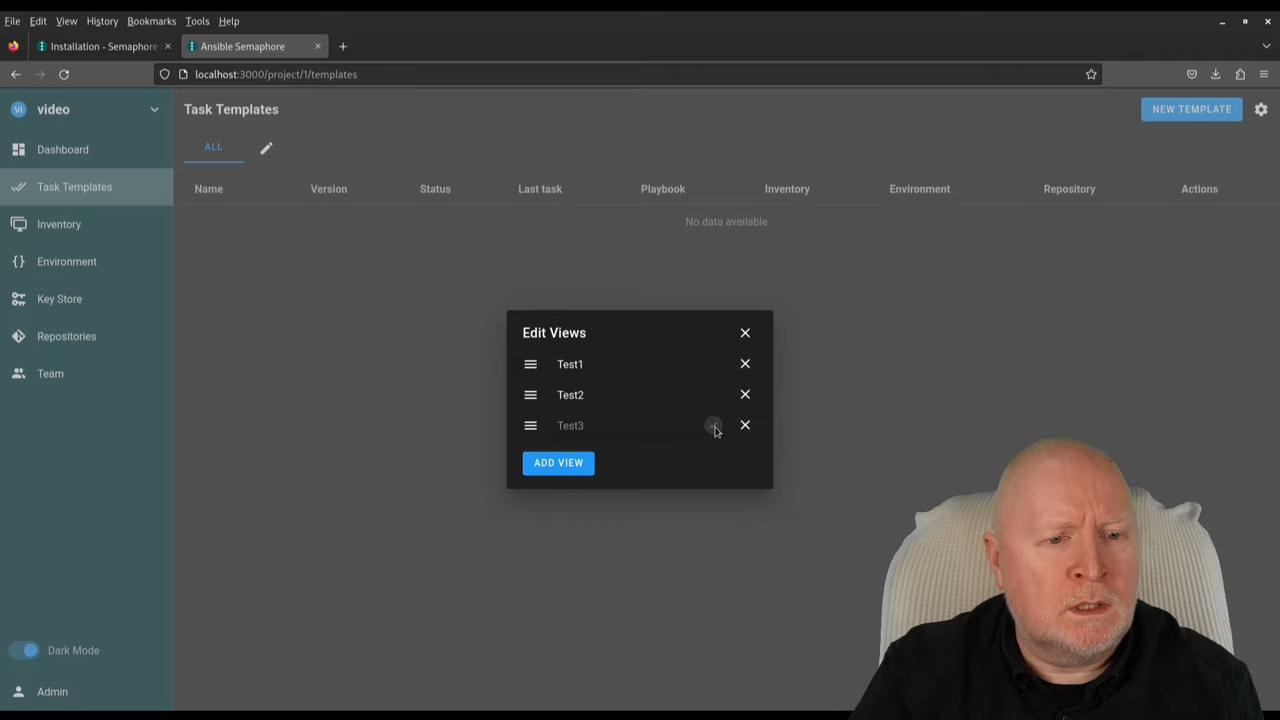 File Edit View History Tools Help
Installation - Semaphore
Ansible Semaphore
localhost:3000/project/1/templates
VI video
Task Templates
NEW TEMPLATE
Dashboard
ALL
Task Templates
Name Version Status Last task Playbook Inventory Environment Repository Actions
No data available
Inventory
Environment
Key Store
Repositories
Team
Edit Views
Test1
Test2
Test3
ADD VIEW
Dark Mode
Admin